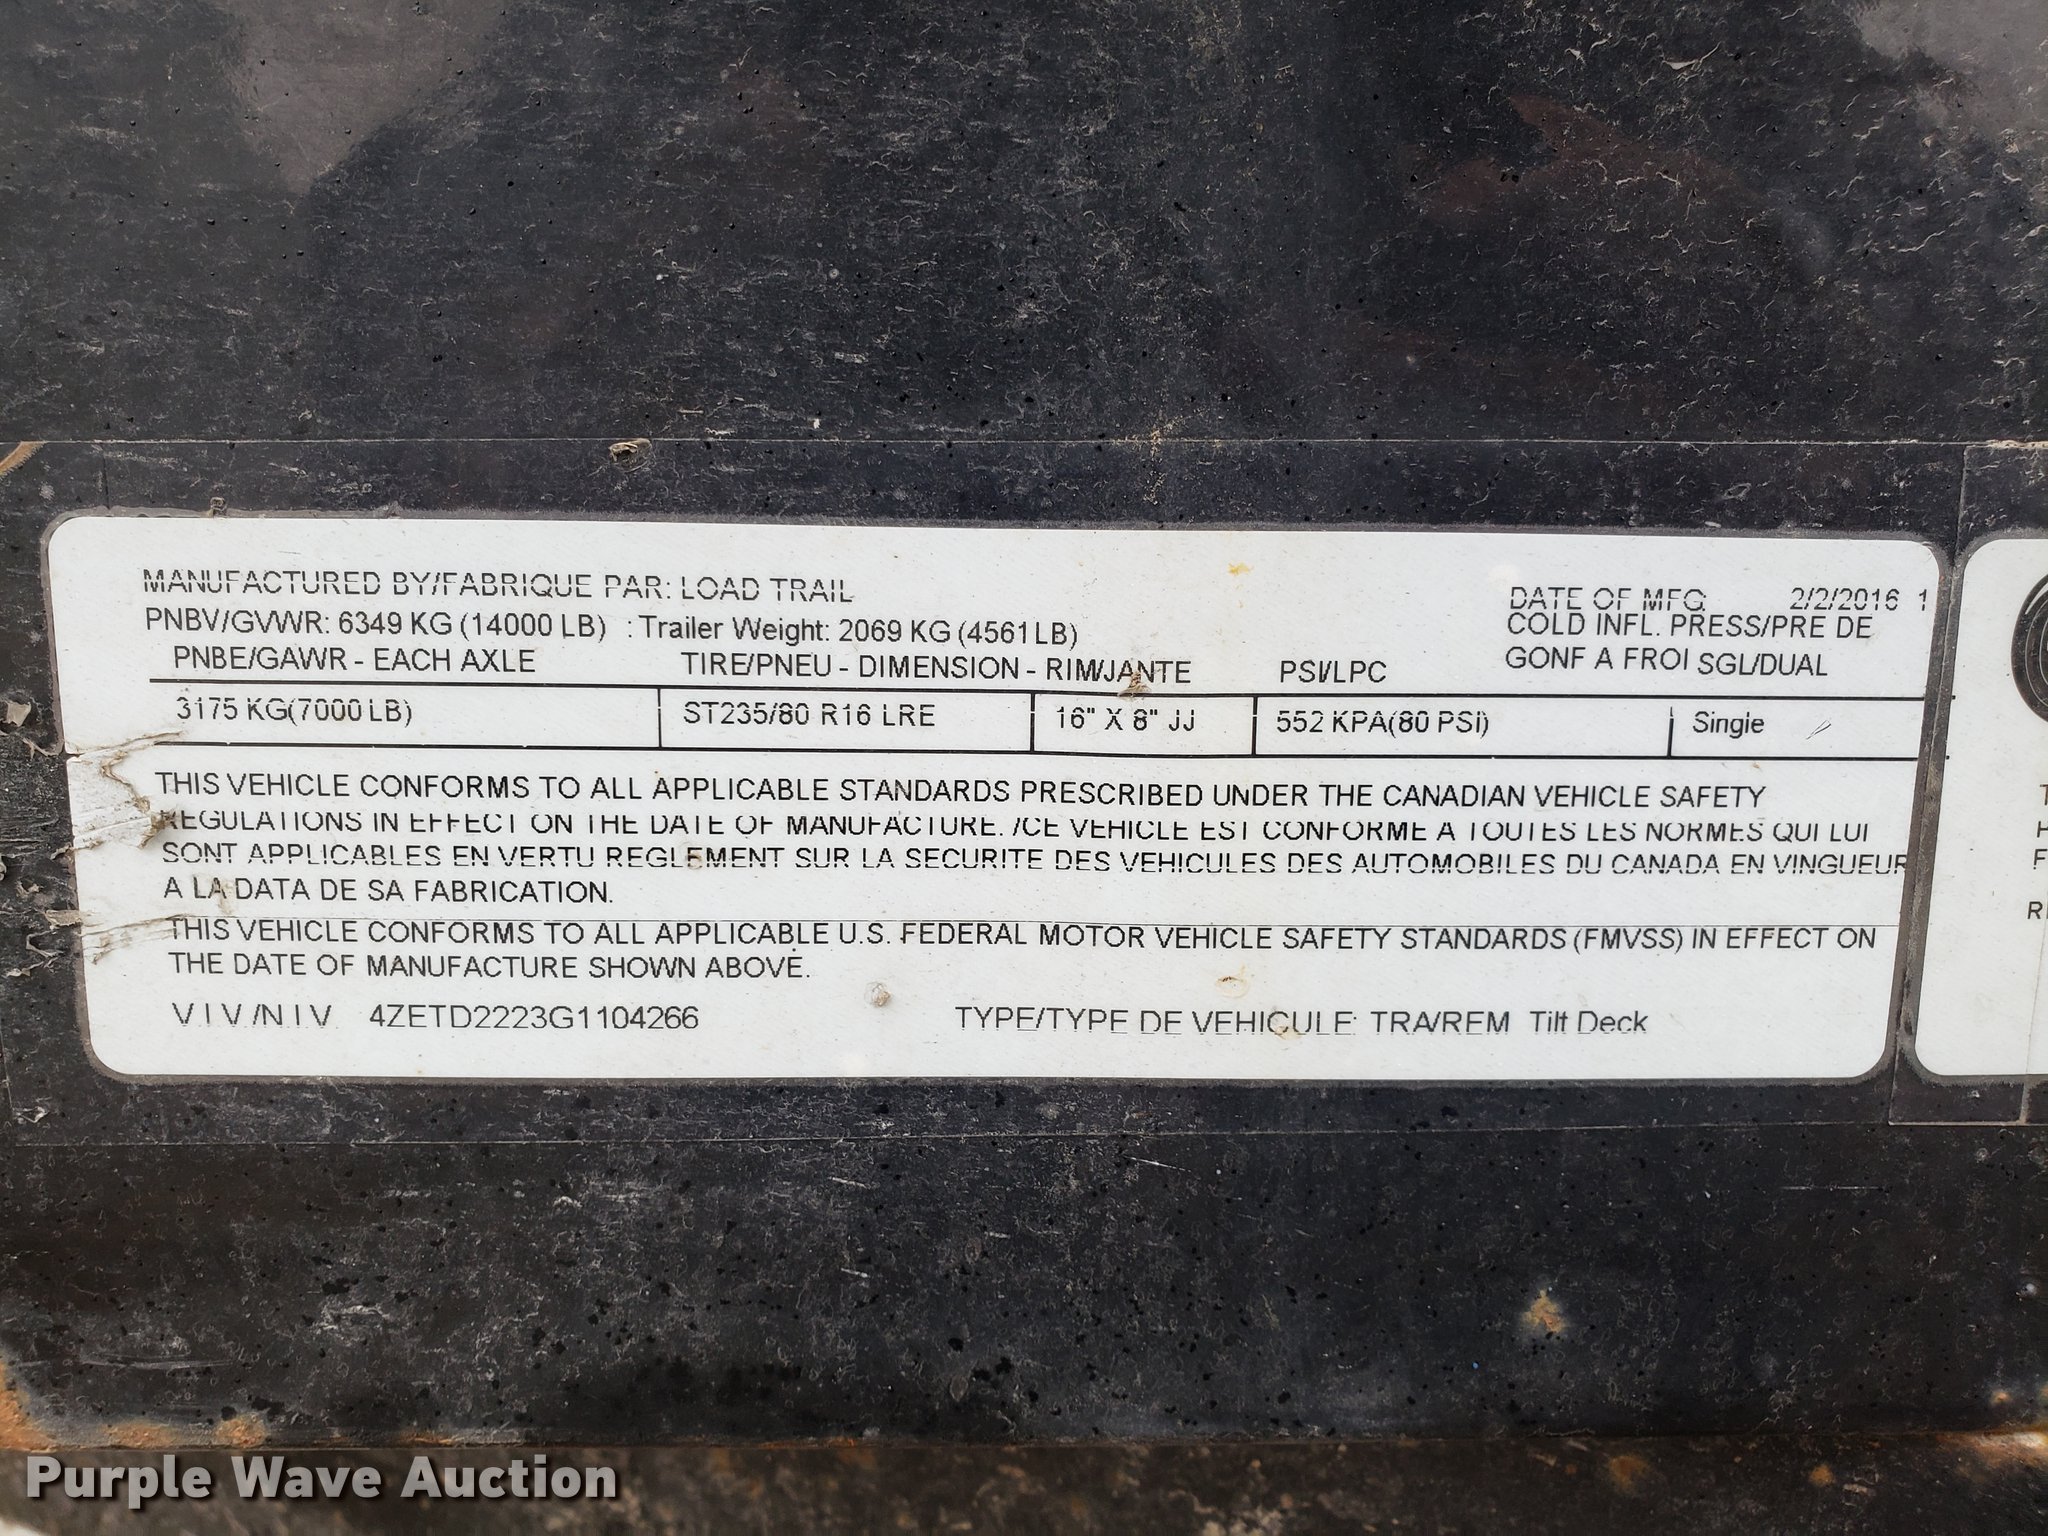 MANUFACTURED BY/FABRIQUE PAR: LOAD TRAIL
DATE OF MFG 2/2/2016 1
PNBV/GVWR: 6349 KG (14000 LB) : Trailer Weight: 2069 KG (4561 LB)
COLD INFL. PRESS/PRE DE
PNBE/GAWR - EACH AXLE TIRE/PNEU - DIMENSION - RIM/JANTE PSI/LPC GONF A FROI SGL/DUAL
3175 KG(7000 LB) ST235/80 R16 LRE 16" X 8" JJ 552 KPA(80 PSI) Single
THIS VEHICLE CONFORMS TO ALL APPLICABLE STANDARDS PRESCRIBED UNDER THE CANADIAN VEHICLE SAFETY
REGULATIONS IN EFFECT ON THE DATE OF MANUFACTURE. /CE VEHICLE EST CONFORME A TOUTES LES NORMES QUI LUI
SONT APPLICABLES EN VERTU REGLEMENT SUR LA SECURITE DES VEHICULES DES AUTOMOBILES DU CANADA EN VINGUEUR
A LA DATA DE SA FABRICATION.
THIS VEHICLE CONFORMS TO ALL APPLICABLE U.S. FEDERAL MOTOR VEHICLE SAFETY STANDARDS (FMVSS) IN EFFECT ON
THE DATE OF MANUFACTURE SHOWN ABOVE.
V.I.V./N.I.V. 4ZETD2223G1104266 TYPE/TYPE DE VEHICULE: TRA/REM Tilt Deck
Purple Wave Auction